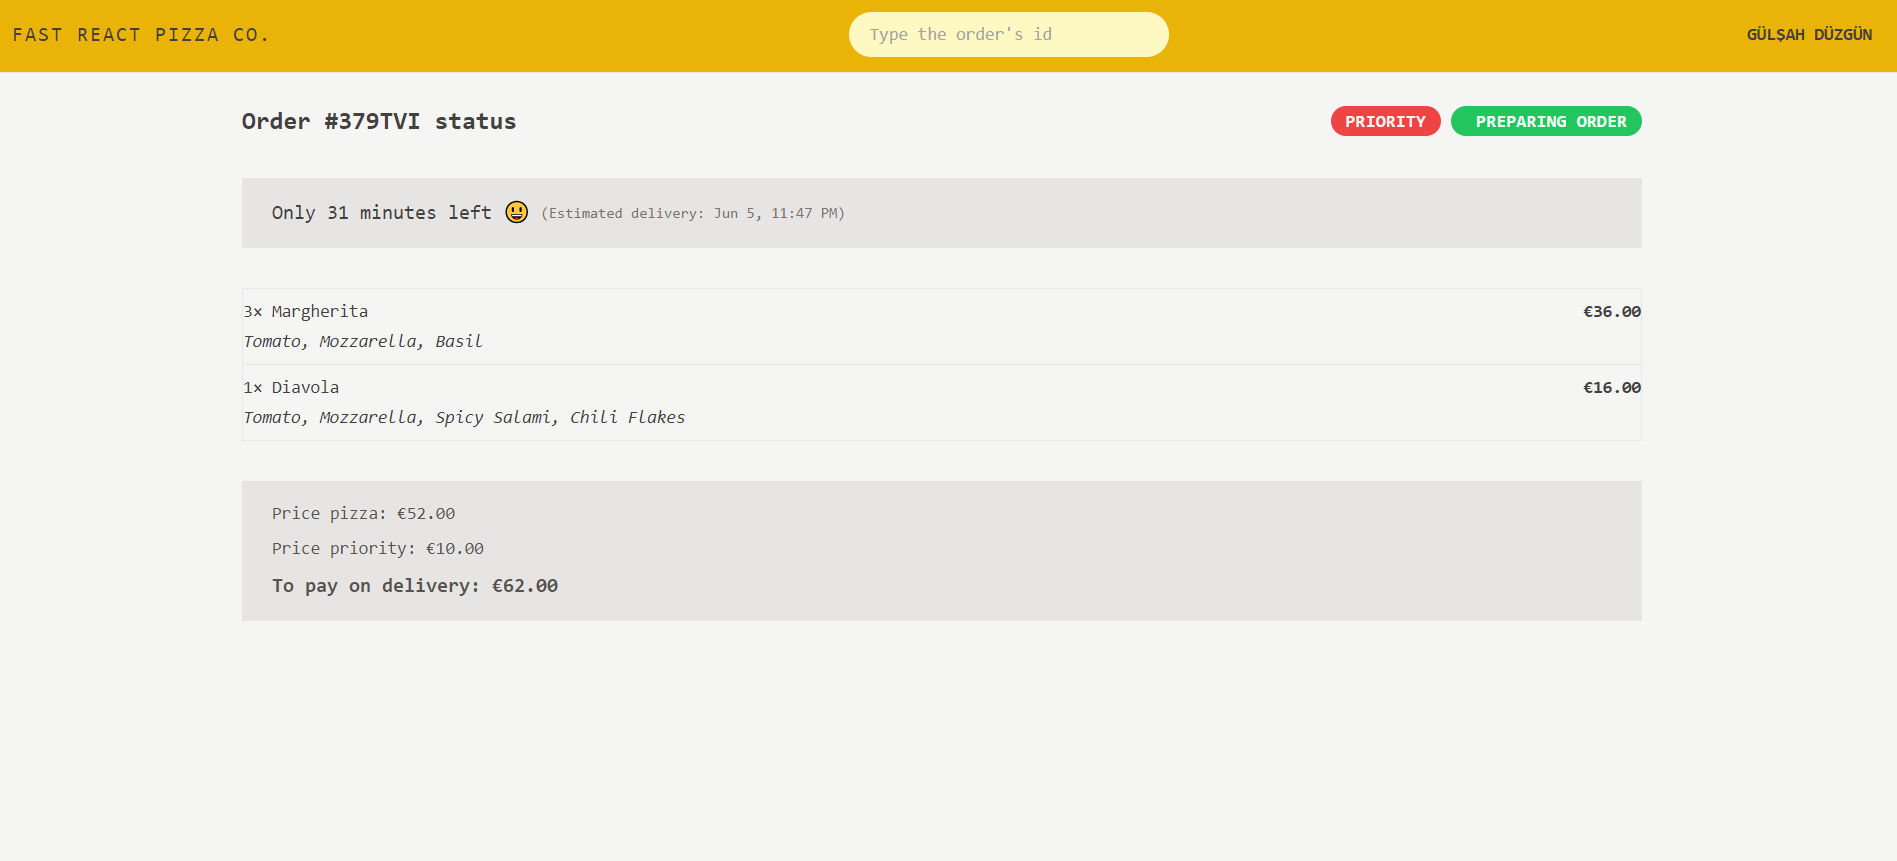 FAST REACT PIZZA CO.
Type the order's id
GÜLŞAH DÜZGÜN
Order #379TVI status
PRIORITY
PREPARING ORDER
Only 31 minutes left 😃 (Estimated delivery: Jun 5, 11:47 PM)
3× Margherita
€36.00
Tomato, Mozzarella, Basil
1× Diavola
€16.00
Tomato, Mozzarella, Spicy Salami, Chili Flakes
Price pizza: €52.00
Price priority: €10.00
To pay on delivery: €62.00